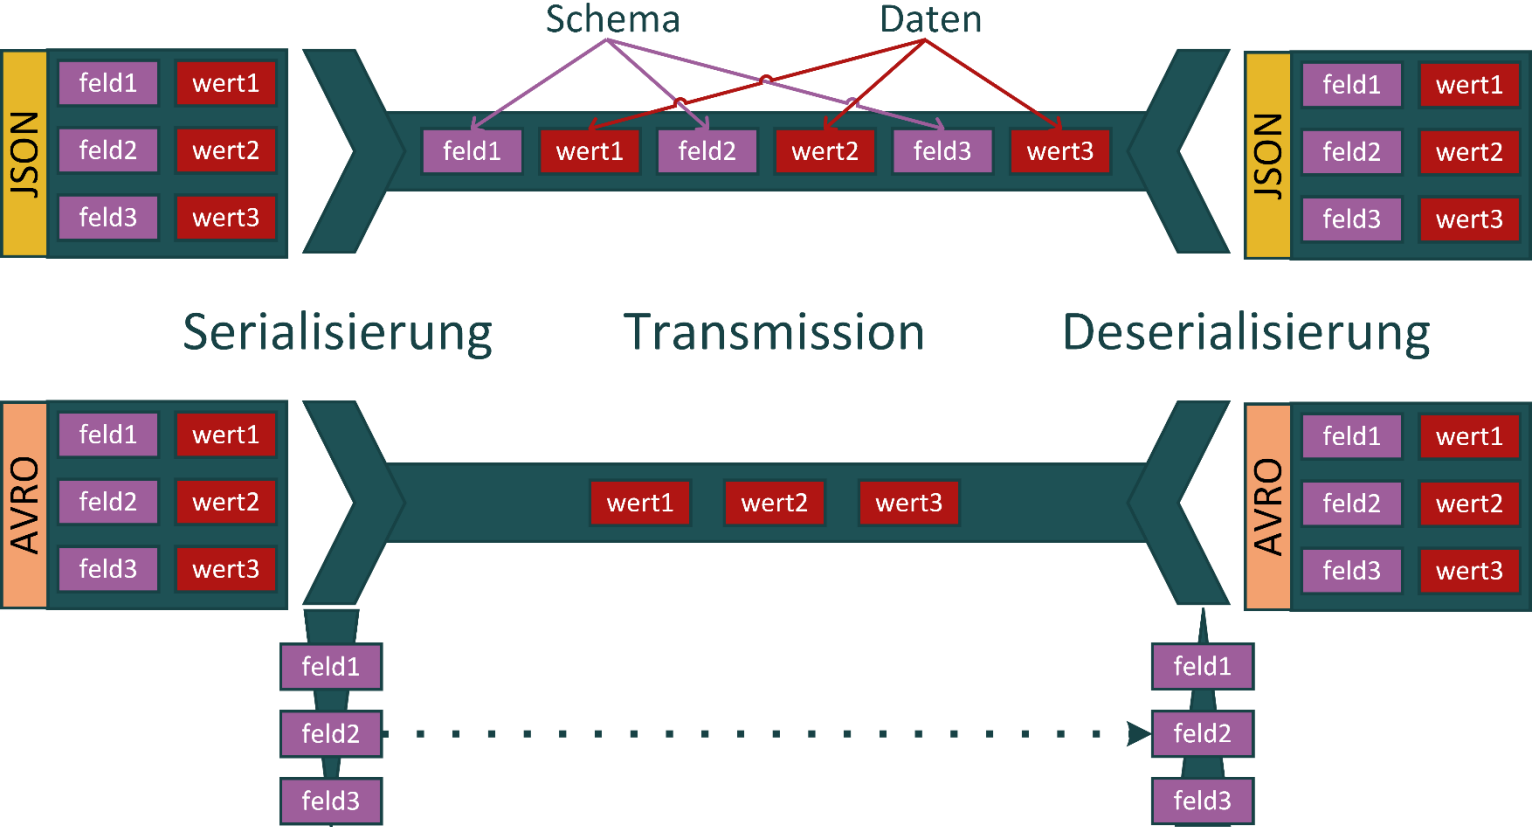 Schema
Daten
JSON
feld1 wert1
feld2 wert2
feld3 wert3
feld1 wert1 feld2 wert2 feld3 wert3
JSON
feld1 wert1
feld2 wert2
feld3 wert3
Serialisierung
Transmission
Deserialisierung
AVRO
feld1 wert1
feld2 wert2
feld3 wert3
wert1 wert2 wert3
AVRO
feld1 wert1
feld2 wert2
feld3 wert3
feld1
feld2
feld3
feld1
feld2
feld3